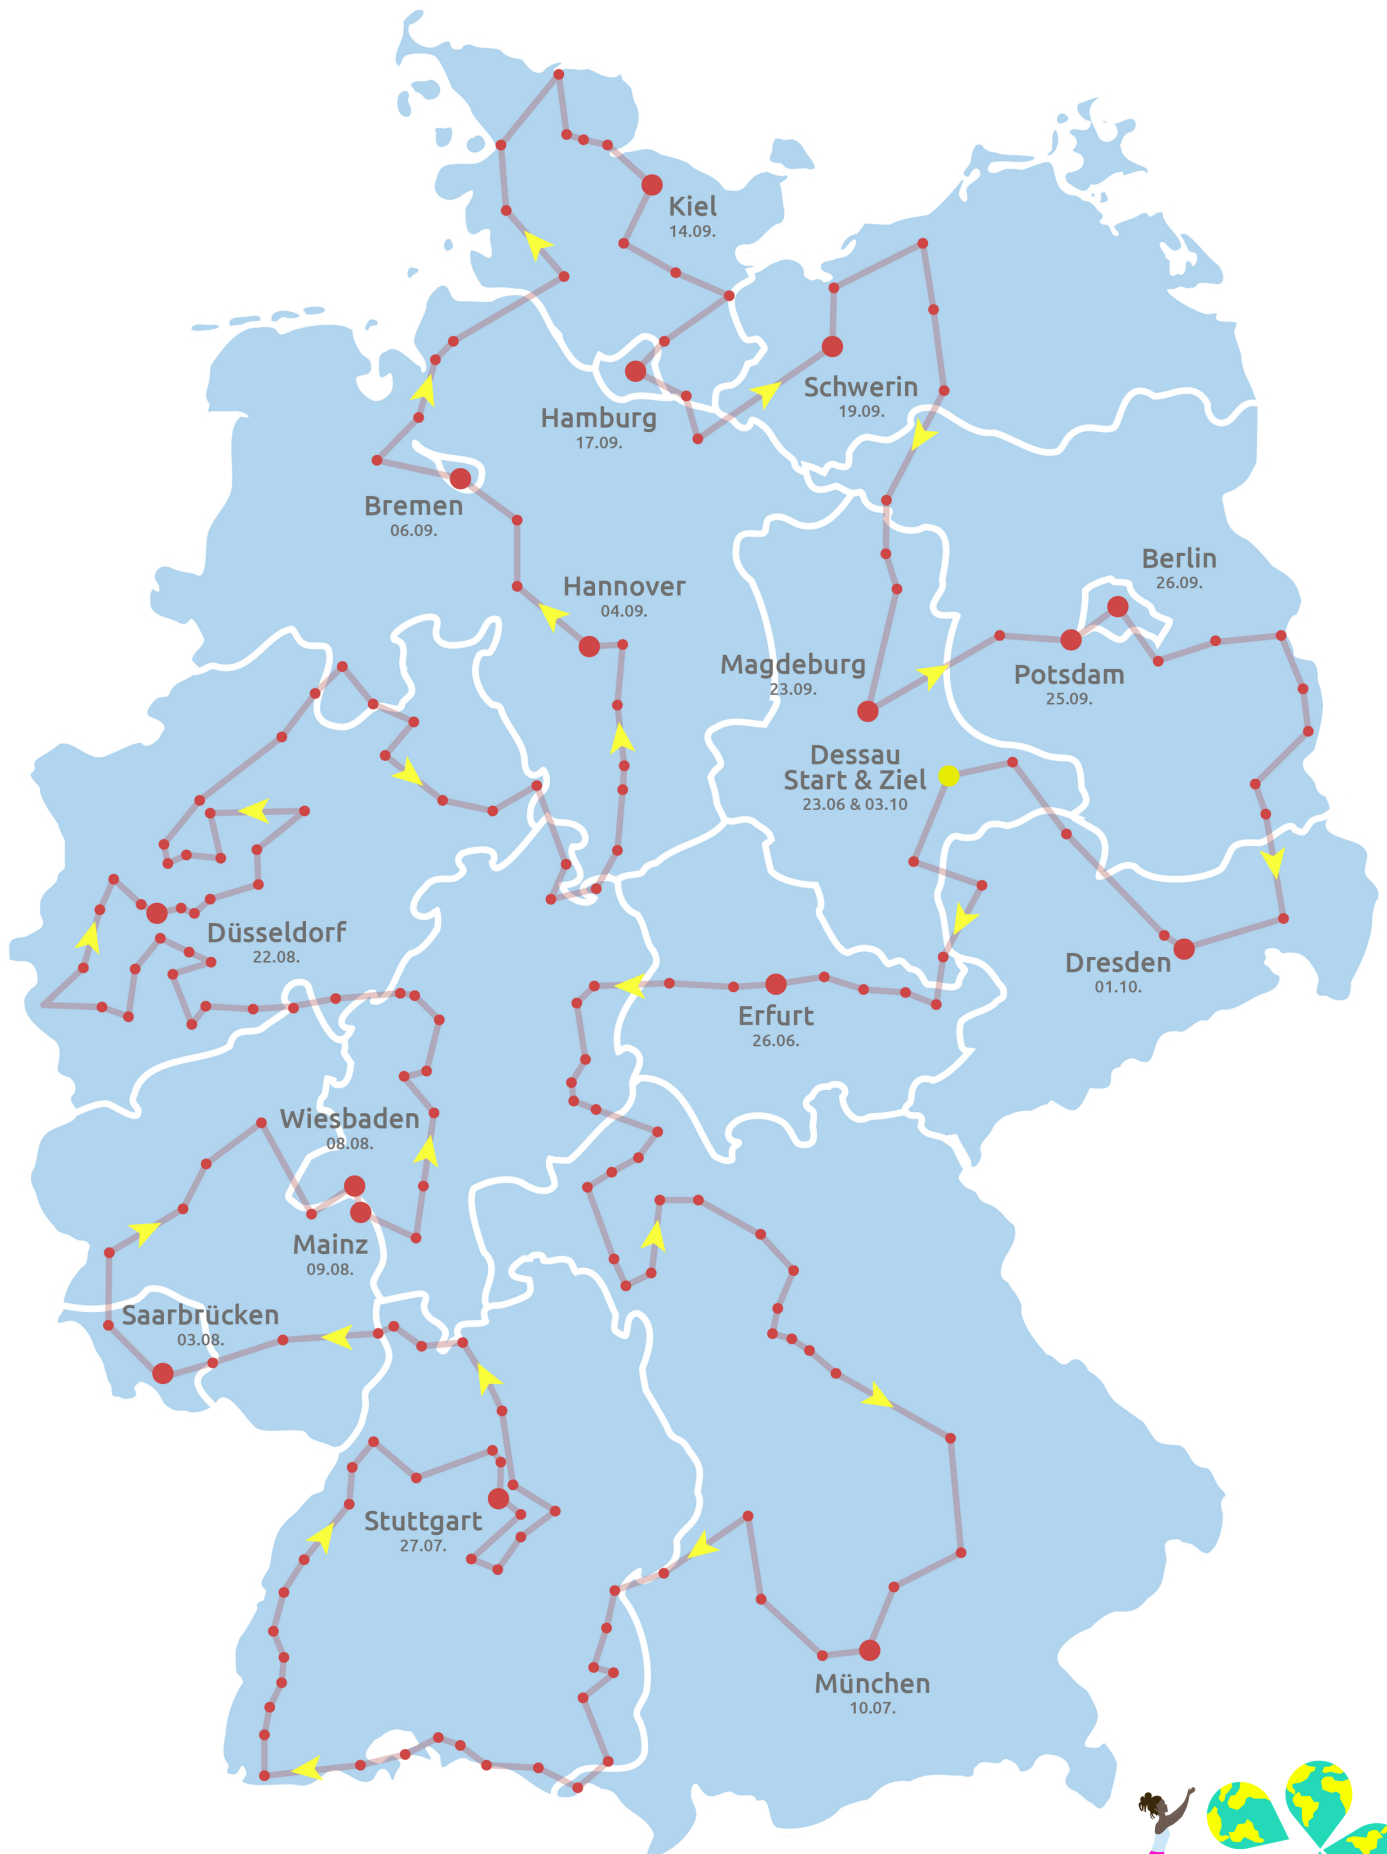 Kiel
14.09.
Schwerin
19.09.
Hamburg
17.09.
Bremen
06.09.
Hannover
04.09.
Berlin
26.09.
Magdeburg
23.09.
Potsdam
25.09.
Dessau
Start & Ziel
23.06 & 03.10
Düsseldorf
22.08.
Dresden
01.10.
Erfurt
26.06.
Wiesbaden
08.08.
Mainz
09.08.
Saarbrücken
03.08.
Stuttgart
27.07.
München
10.07.